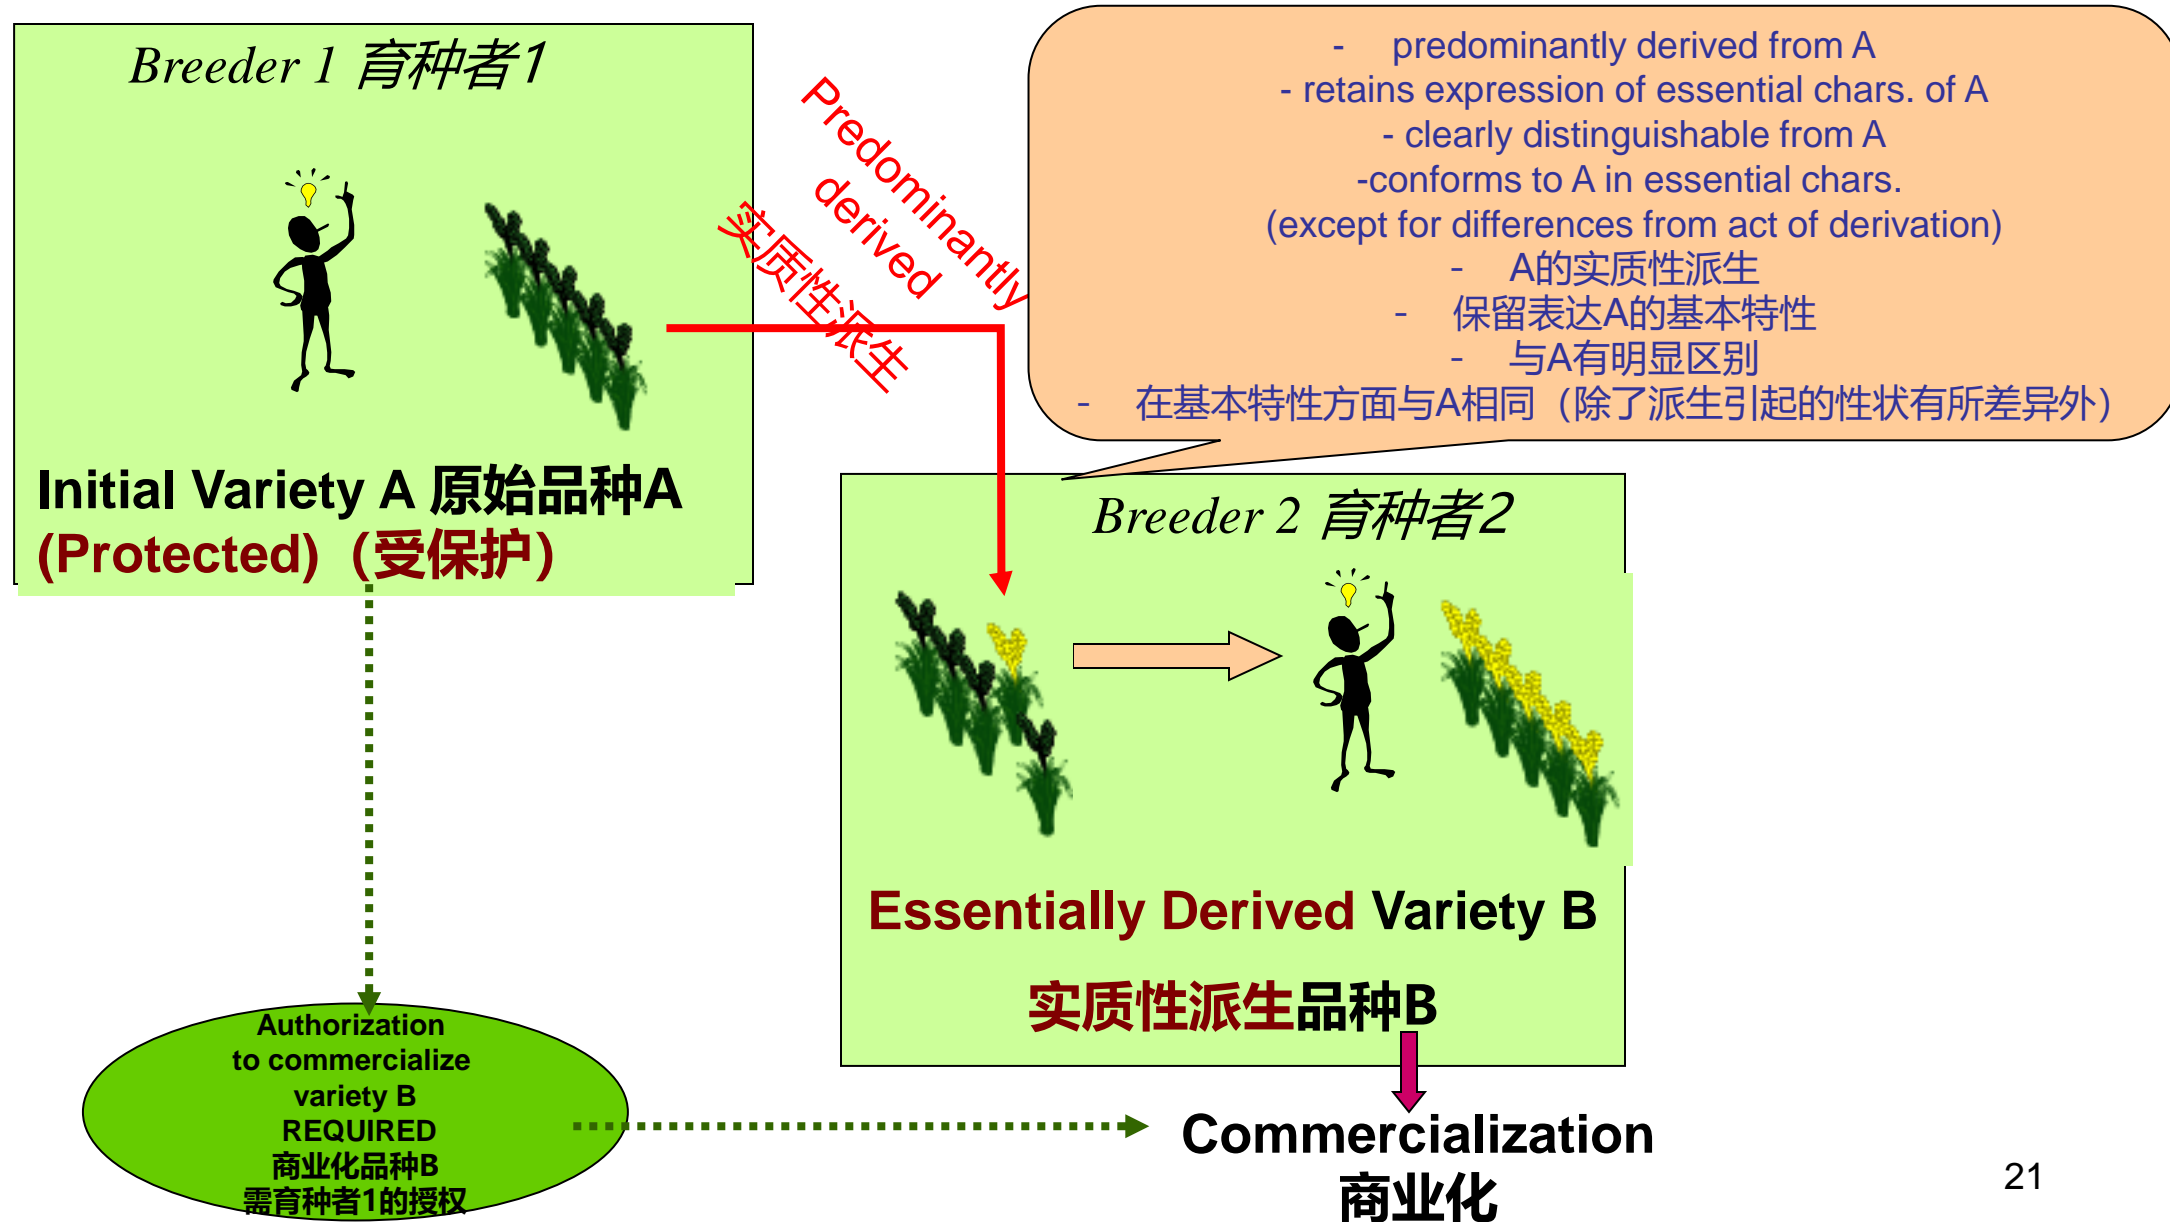 Breeder 1 育种者1
Initial Variety A 原始品种A
(Protected)（受保护）
Predominantly
derived
实质性派生
- predominantly derived from A
- retains expression of essential chars. of A
- clearly distinguishable from A
-conforms to A in essential chars.
(except for differences from act of derivation)
- A的实质性派生
- 保留表达A的基本特性
- 与A有明显区别
- 在基本特性方面与A相同（除了派生引起的性状有所差异外）
Breeder 2 育种者2
Essentially Derived Variety B
实质性派生品种B
Authorization
to commercialize
variety B
REQUIRED
商业化品种B
需育种者1的授权
Commercialization
商业化
21